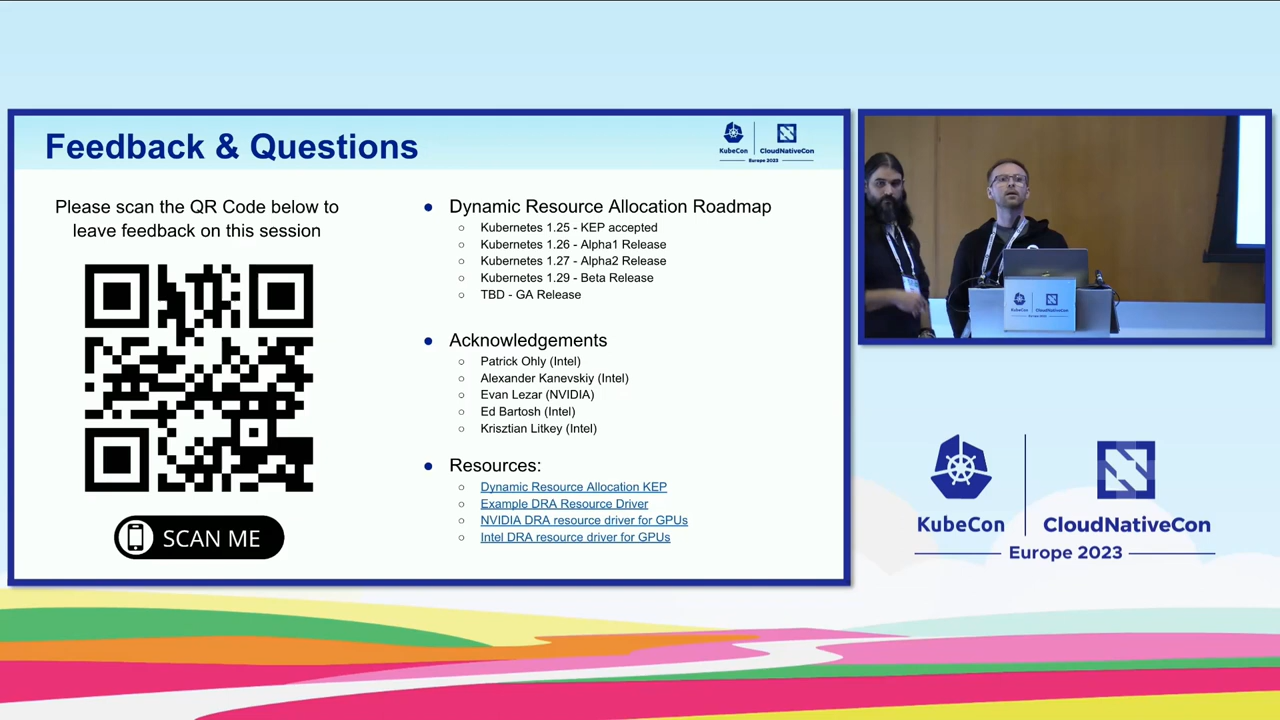 Feedback & Questions
KubeCon
CloudNativeCon
Europe 2023
Please scan the QR Code below to
leave feedback on this session
SCAN ME
● Dynamic Resource Allocation Roadmap
○ Kubernetes 1.25 - KEP accepted
○ Kubernetes 1.26 - Alpha1 Release
○ Kubernetes 1.27 - Alpha2 Release
○ Kubernetes 1.29 - Beta Release
○ TBD - GA Release
● Acknowledgements
○ Patrick Ohly (Intel)
○ Alexander Kanevskiy (Intel)
○ Evan Lezar (NVIDIA)
○ Ed Bartosh (Intel)
○ Krisztian Litkey (Intel)
● Resources:
○ Dynamic Resource Allocation KEP
○ Example DRA Resource Driver
○ NVIDIA DRA resource driver for GPUs
○ Intel DRA resource driver for GPUs
KubeCon
CloudNativeCon
Europe 2023
KubeCon
CloudNativeCon
Europe 2023